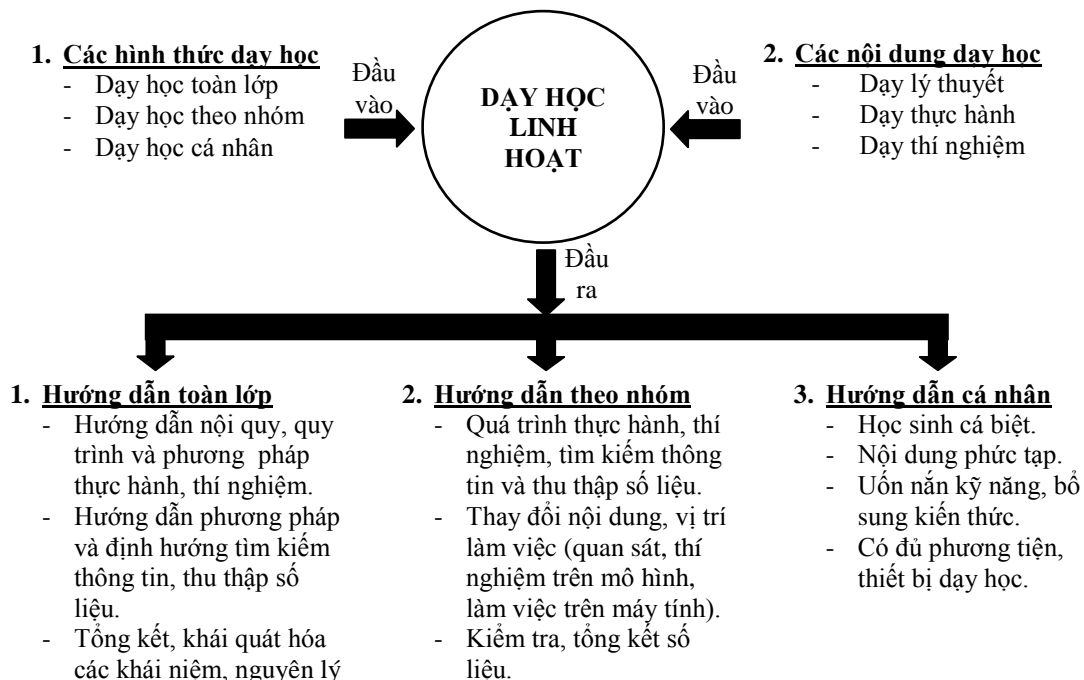 1. Các hình thức dạy học
- Dạy học toàn lớp
- Dạy học theo nhóm
- Dạy học cá nhân
Đầu
vào
DẠY HỌC
LINH
HOẠT
Đầu
vào
2. Các nội dung dạy học
- Dạy lý thuyết
- Dạy thực hành
- Dạy thí nghiệm
Đầu
ra
1. Hướng dẫn toàn lớp
- Hướng dẫn nội quy, quy
trình và phương pháp
thực hành, thí nghiệm.
- Hướng dẫn phương pháp
và định hướng tìm kiếm
thông tin, thu thập số
liệu.
- Tổng kết, khái quát hóa
các khái niệm, nguyên lý
2. Hướng dẫn theo nhóm
- Quá trình thực hành, thí
nghiệm, tìm kiếm thông
tin và thu thập số liệu.
- Thay đổi nội dung, vị trí
làm việc (quan sát, thí
nghiệm trên mô hình,
làm việc trên máy tính).
- Kiểm tra, tổng kết số
liệu.
3. Hướng dẫn cá nhân
- Học sinh cá biệt.
- Nội dung phức tạp.
- Uốn nắn kỹ năng, bổ
sung kiến thức.
- Có đủ phương tiện,
thiết bị dạy học.